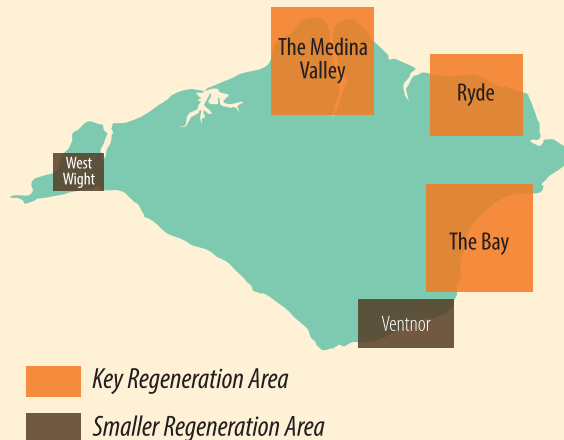 The Medina
Valley
Ryde
West
Wight
The Bay
Ventnor
Key Regeneration Area
Smaller Regeneration Area